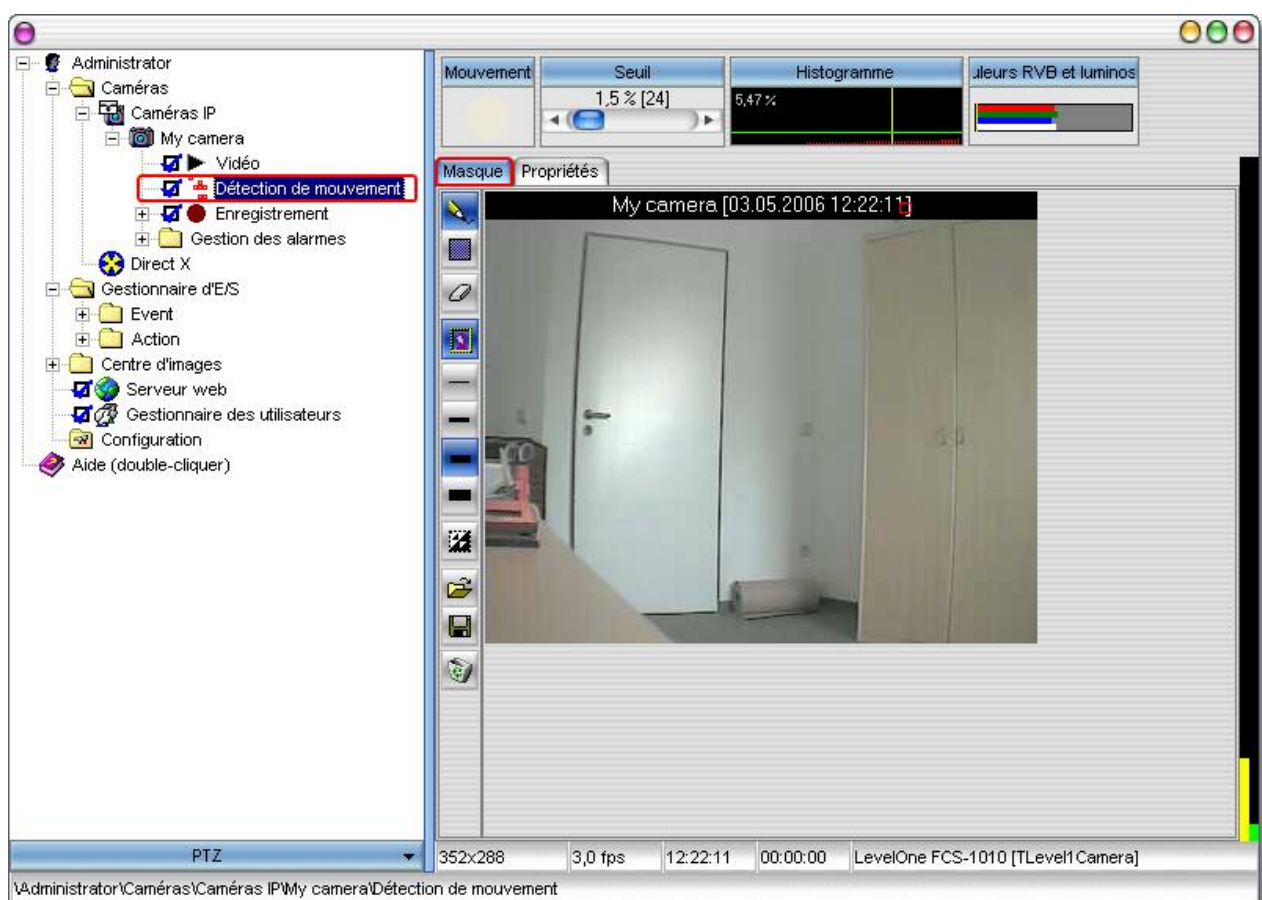 Administrator
Caméras
Caméras IP
My camera
Vidéo
Détection de mouvement
Enregistrement
Gestion des alarmes
Direct X
Gestionnaire d'E/S
Event
Action
Centre d'images
Serveur web
Gestionnaire des utilisateurs
Configuration
Aide (double-cliquer)
PTZ
Mouvement
Seuil
1,5 % [24]
Histogramme
5,47 %
uleurs RVB et luminos
Masque
Propriétés
My camera [03.05.2006 12:22:11]
352x288
3,0 fps
12:22:11
00:00:00
LevelOne FCS-1010 [TLevel1Camera]
\Administrator\Caméras\Caméras IP\My camera\Détection de mouvement